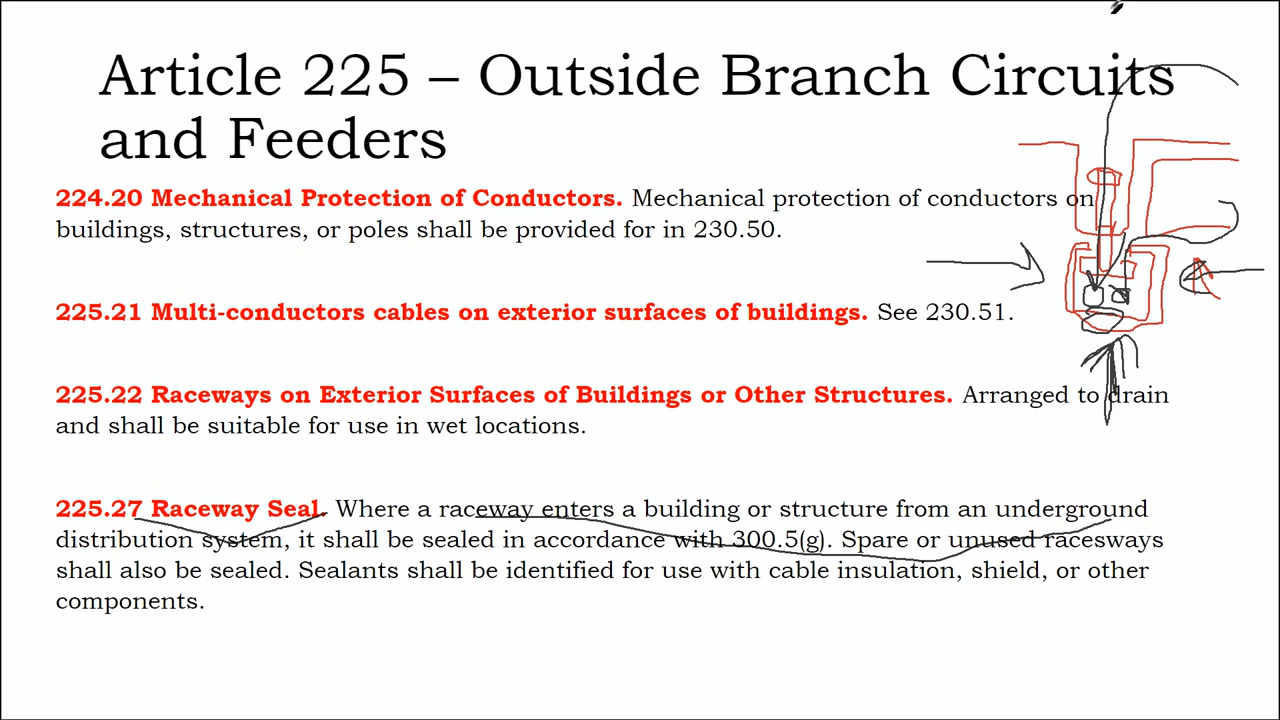 Article 225 – Outside Branch Circuits
and Feeders
224.20 Mechanical Protection of Conductors. Mechanical protection of conductors on
buildings, structures, or poles shall be provided for in 230.50.
225.21 Multi-conductors cables on exterior surfaces of buildings. See 230.51.
225.22 Raceways on Exterior Surfaces of Buildings or Other Structures. Arranged to drain
and shall be suitable for use in wet locations.
225.27 Raceway Seal. Where a raceway enters a building or structure from an underground
distribution system, it shall be sealed in accordance with 300.5(g). Spare or unused racesways
shall also be sealed. Sealants shall be identified for use with cable insulation, shield, or other
components.